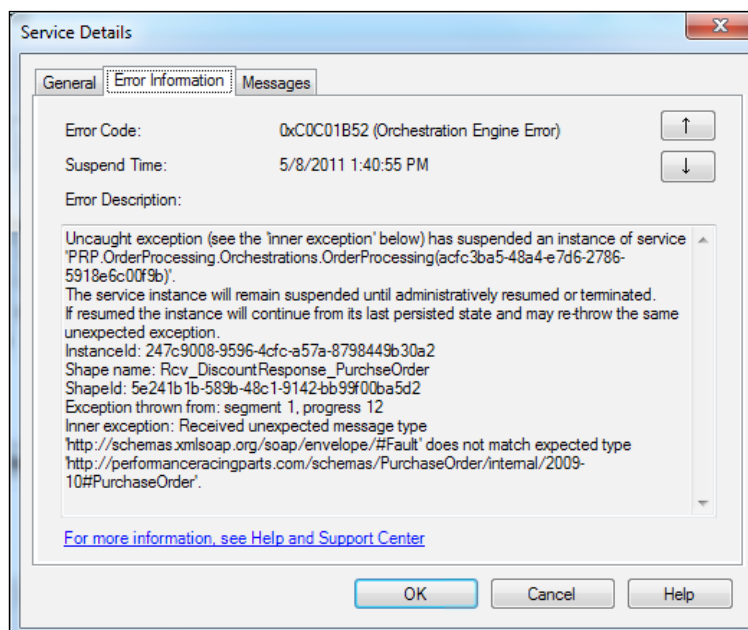 Service Details
General
Error Information
Messages
Error Code:
0xC0C01B52 (Orchestration Engine Error)
Suspend Time:
5/8/2011 1:40:55 PM
Error Description:
Uncaught exception (see the 'inner exception' below) has suspended an instance of service
'PRP.OrderProcessing.Orchestrations.OrderProcessing(acfc3ba5-48a4-e7d6-2786-
5918e6c00f9b)'.
The service instance will remain suspended until administratively resumed or terminated.
If resumed the instance will continue from its last persisted state and may re-throw the same
unexpected exception.
InstanceId: 247c9008-9596-4cfc-a57a-8798449b30a2
Shape name: Rcv_DiscountResponse_PurchseOrder
ShapeId: 5e241b1b-589b-48c1-9142-bb99f00ba5d2
Exception thrown from: segment 1, progress 12
Inner exception: Received unexpected message type
'http://schemas.xmlsoap.org/soap/envelope/#Fault' does not match expected type
'http://performanceracingparts.com/schemas/PurchaseOrder/internal/2009-
10#PurchaseOrder'.
For more information, see Help and Support Center
OK
Cancel
Help